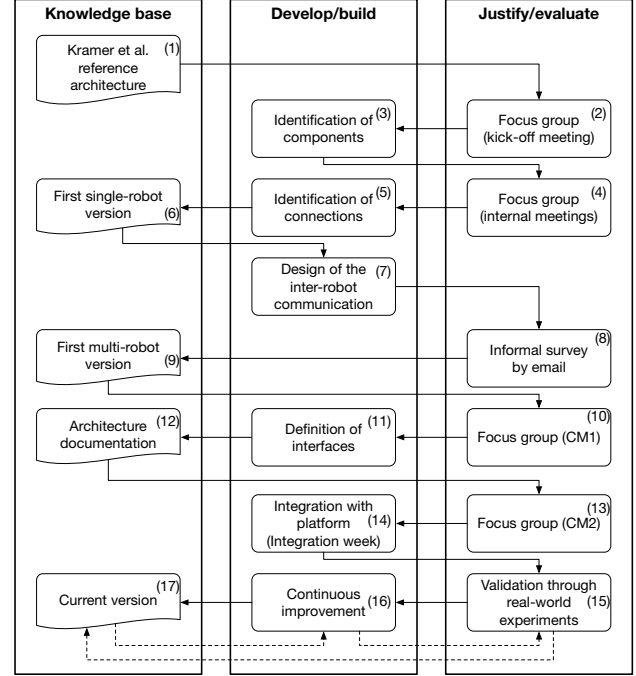 Knowledge base
Develop/build
Justify/evaluate
Kramer et al. (1)
reference
architecture
(2)
Focus group
(kick-off meeting)
(3)
Identification of
components
(4)
Focus group
(internal meetings)
(5)
Identification of
connections
First single-robot
version (6)
Design of the
inter-robot (7)
communication
(8)
Informal survey
by email
First multi-robot
version (9)
(10)
Focus group (CM1)
(11)
Definition of
interfaces
(12)
Architecture
documentation
(13)
Focus group (CM2)
Integration with
platform (14)
(Integration week)
Validation through
real-world (15)
experiments
Continuous
improvement (16)
(17)
Current version